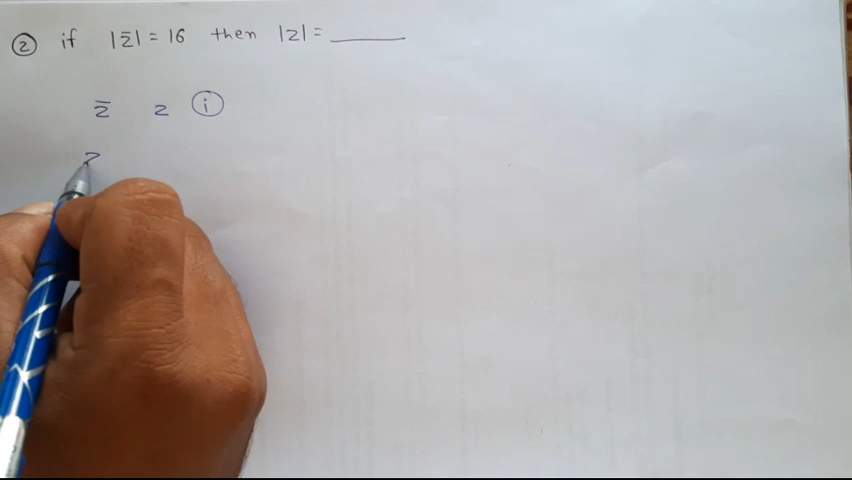 ② if |z̄| = 16 then |z| = ______
z̄ z ⓘ
z